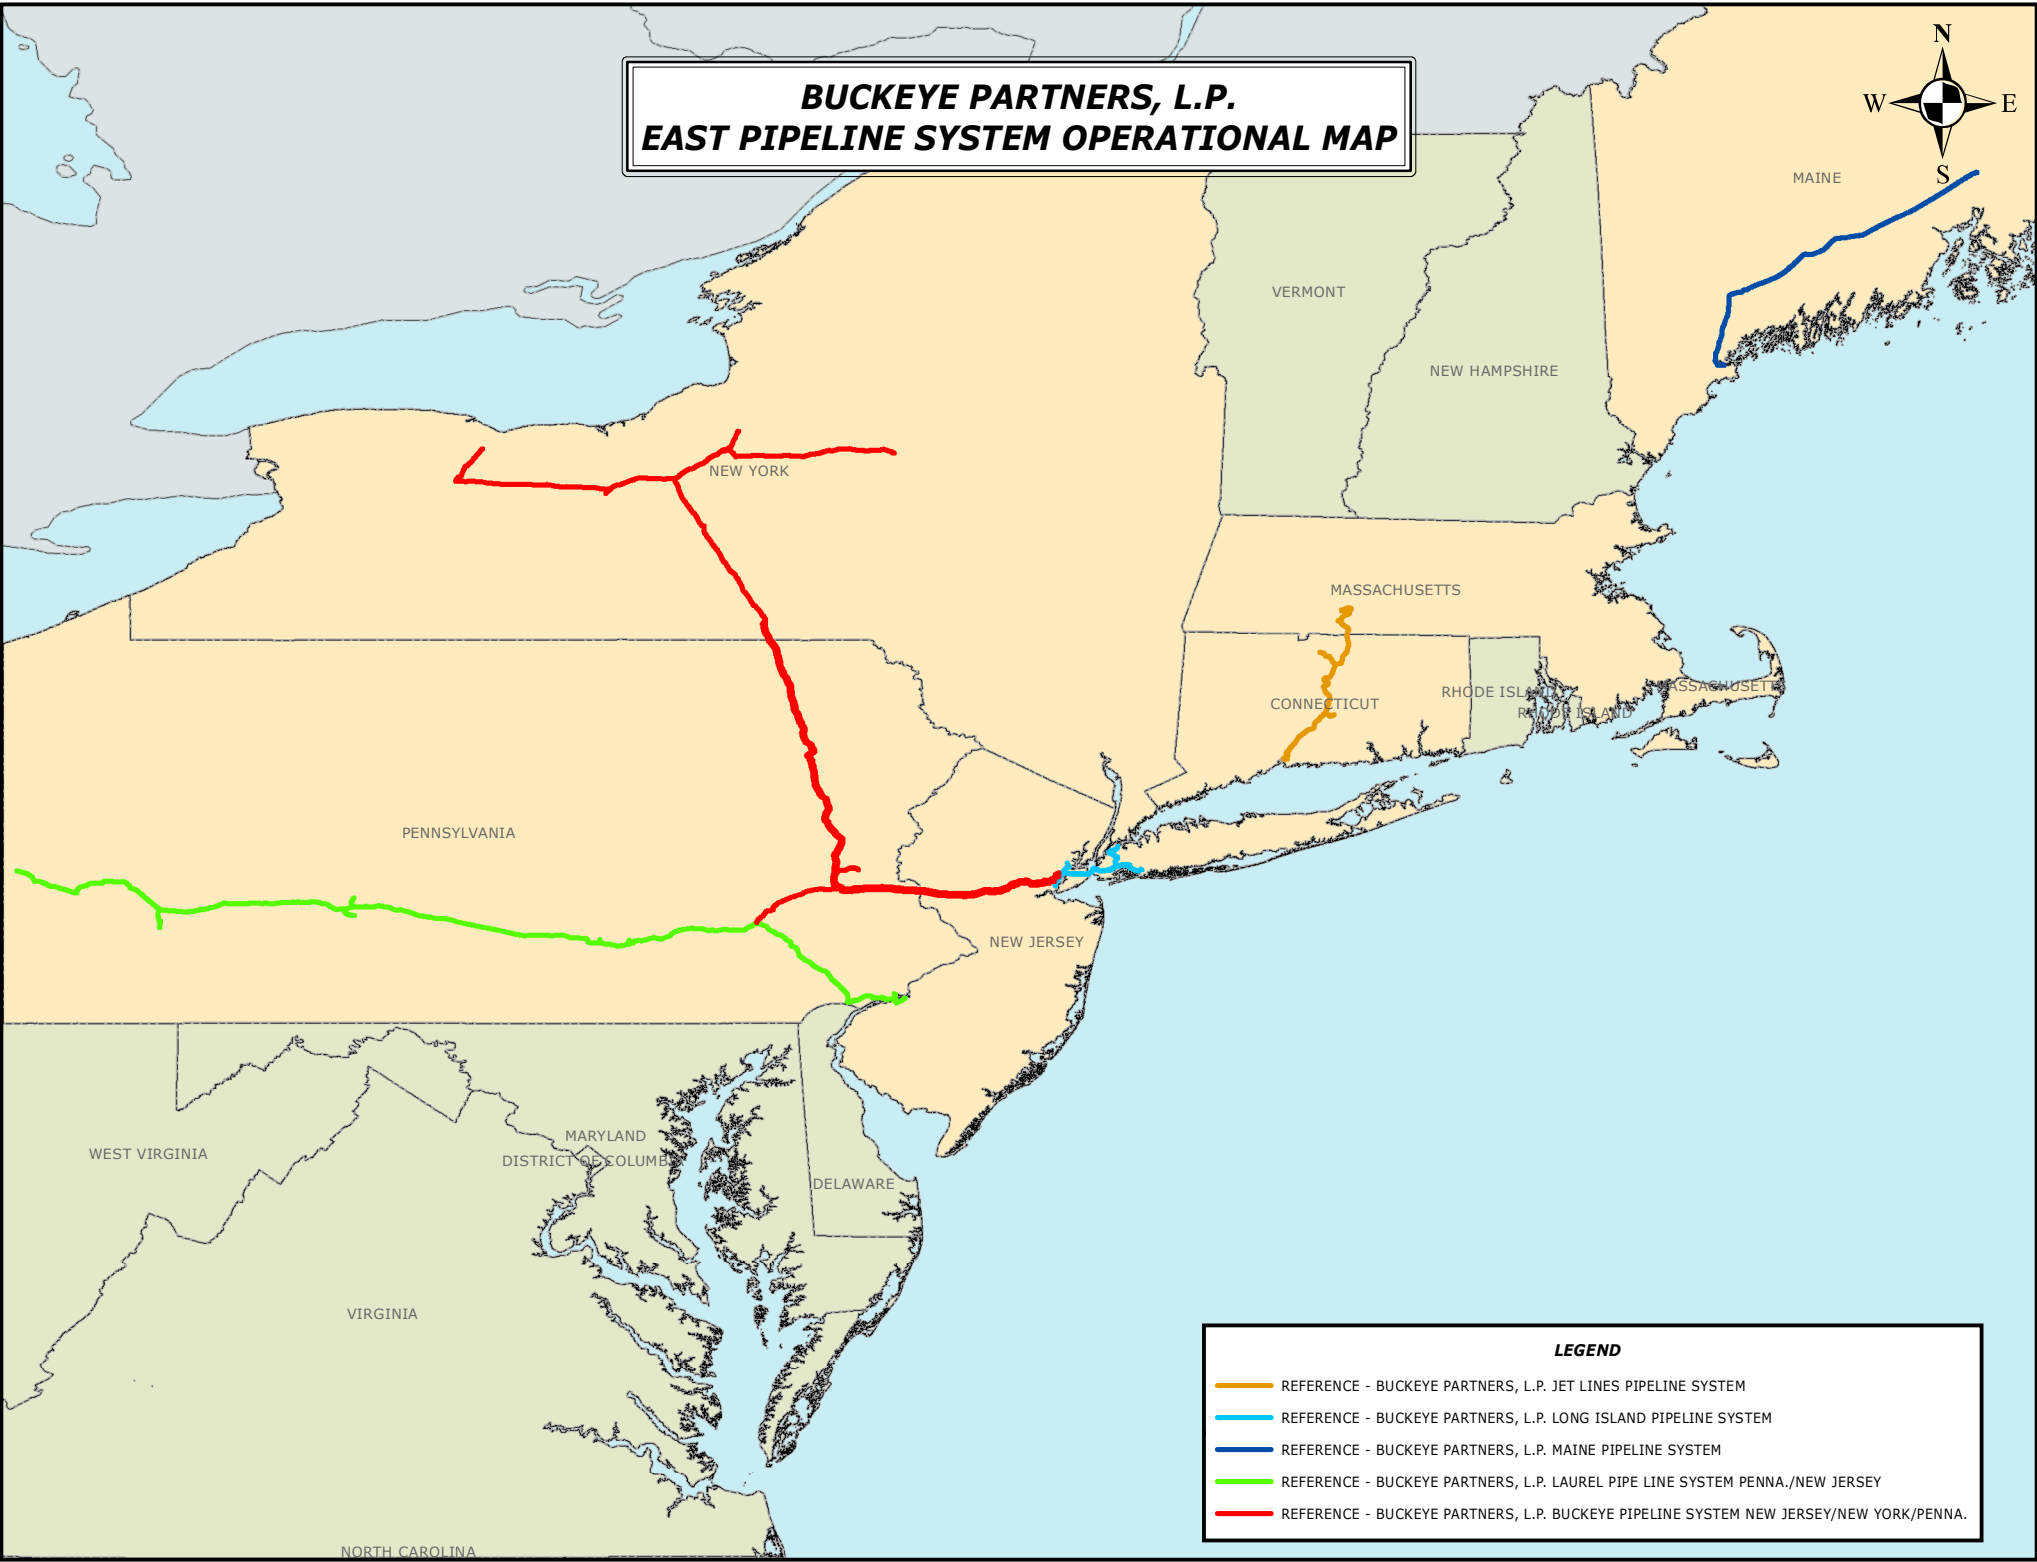 BUCKEYE PARTNERS, L.P.
EAST PIPELINE SYSTEM OPERATIONAL MAP
N
W
E
S
MAINE
VERMONT
NEW HAMPSHIRE
NEW YORK
MASSACHUSETTS
CONNECTICUT
RHODE ISLAND
MASSACHUSETTS
RHODE ISLAND
PENNSYLVANIA
NEW JERSEY
WEST VIRGINIA
MARYLAND
DISTRICT OF COLUMBIA
DELAWARE
VIRGINIA
NORTH CAROLINA
LEGEND
REFERENCE - BUCKEYE PARTNERS, L.P. JET LINES PIPELINE SYSTEM
REFERENCE - BUCKEYE PARTNERS, L.P. LONG ISLAND PIPELINE SYSTEM
REFERENCE - BUCKEYE PARTNERS, L.P. MAINE PIPELINE SYSTEM
REFERENCE - BUCKEYE PARTNERS, L.P. LAUREL PIPE LINE SYSTEM PENNA./NEW JERSEY
REFERENCE - BUCKEYE PARTNERS, L.P. BUCKEYE PIPELINE SYSTEM NEW JERSEY/NEW YORK/PENNA.